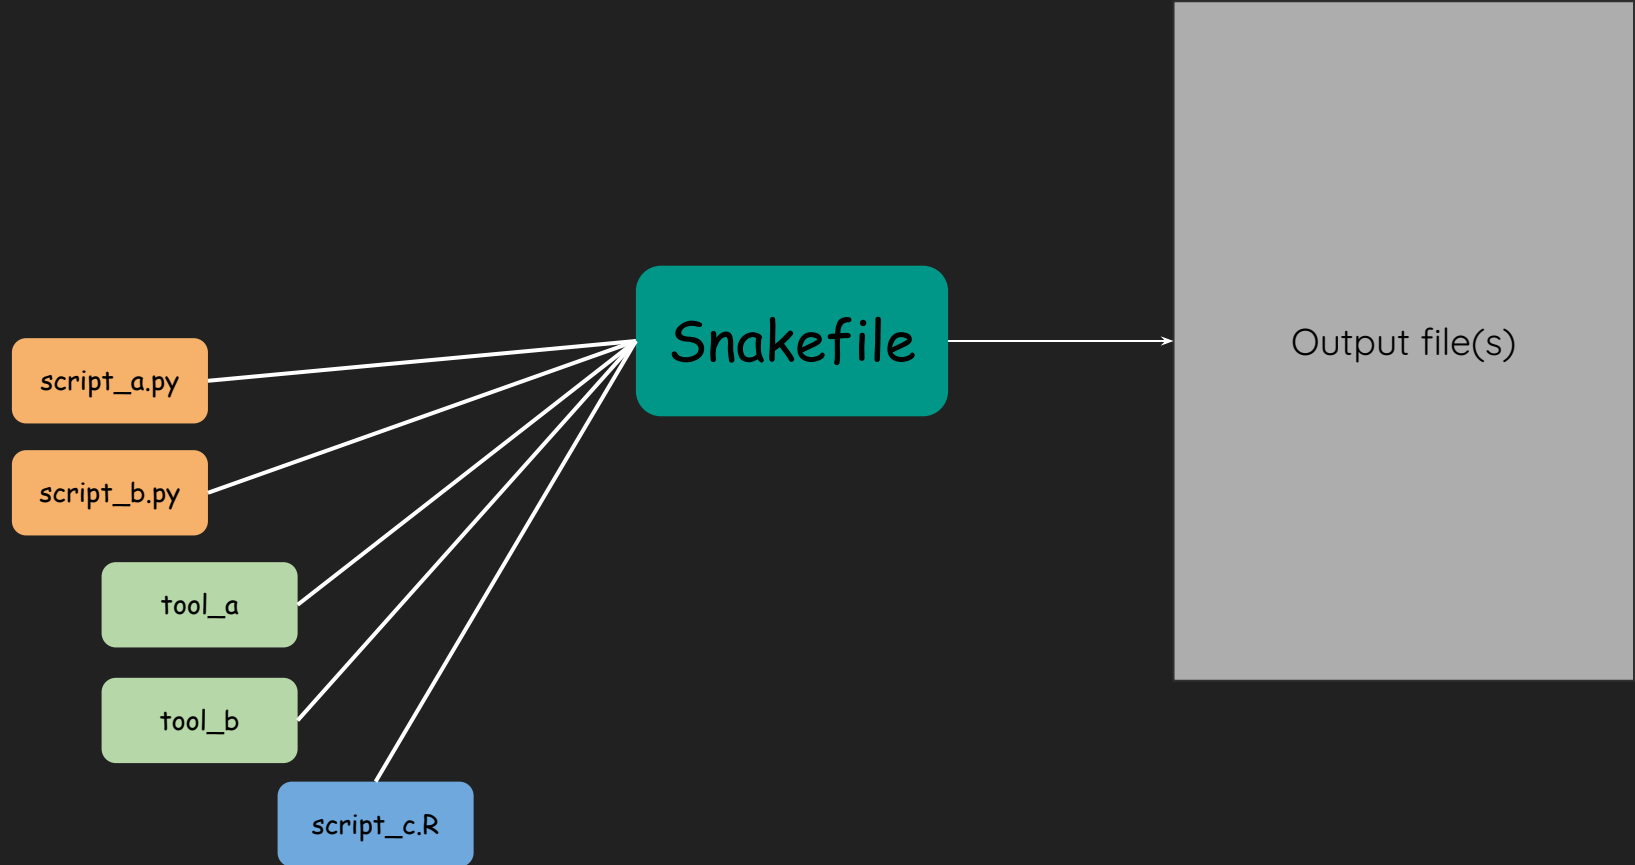 Snakefile
Output file(s)
script_a.py
script_b.py
tool_a
tool_b
script_c.R